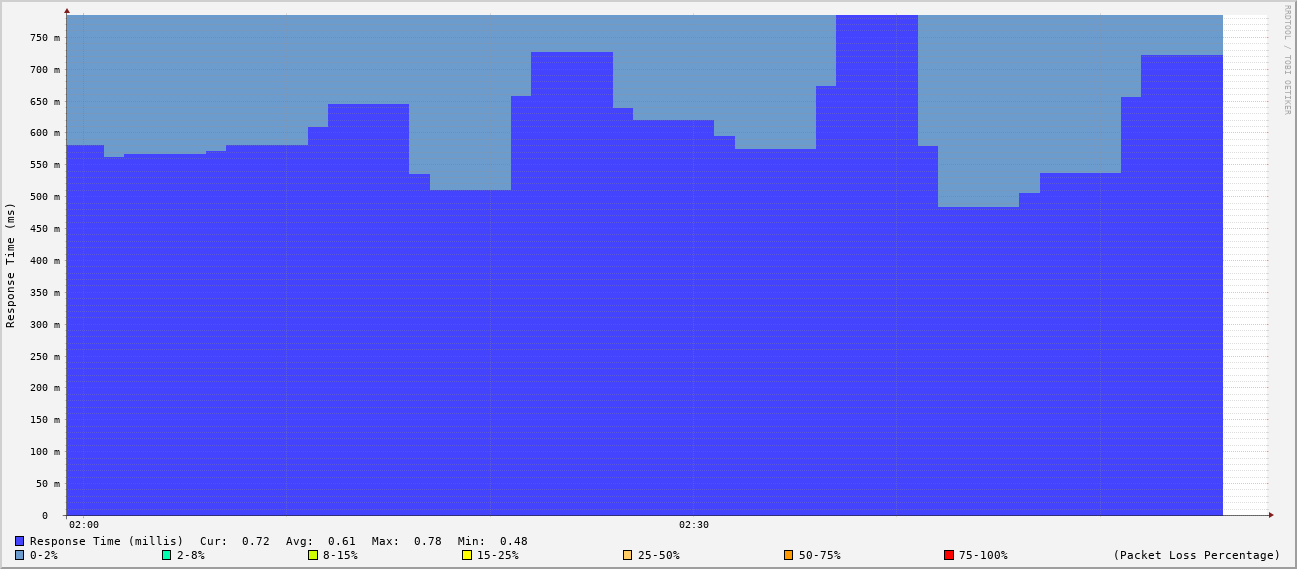 RRDTOOL / TOBI OETIKER
Response Time (ms)
750 m
700 m
650 m
600 m
550 m
500 m
450 m
400 m
350 m
300 m
250 m
200 m
150 m
100 m
50 m
0
02:00 02:30
Response Time (millis) Cur: 0.72 Avg: 0.61 Max: 0.78 Min: 0.48
0-2% 2-8% 8-15% 15-25% 25-50% 50-75% 75-100% (Packet Loss Percentage)